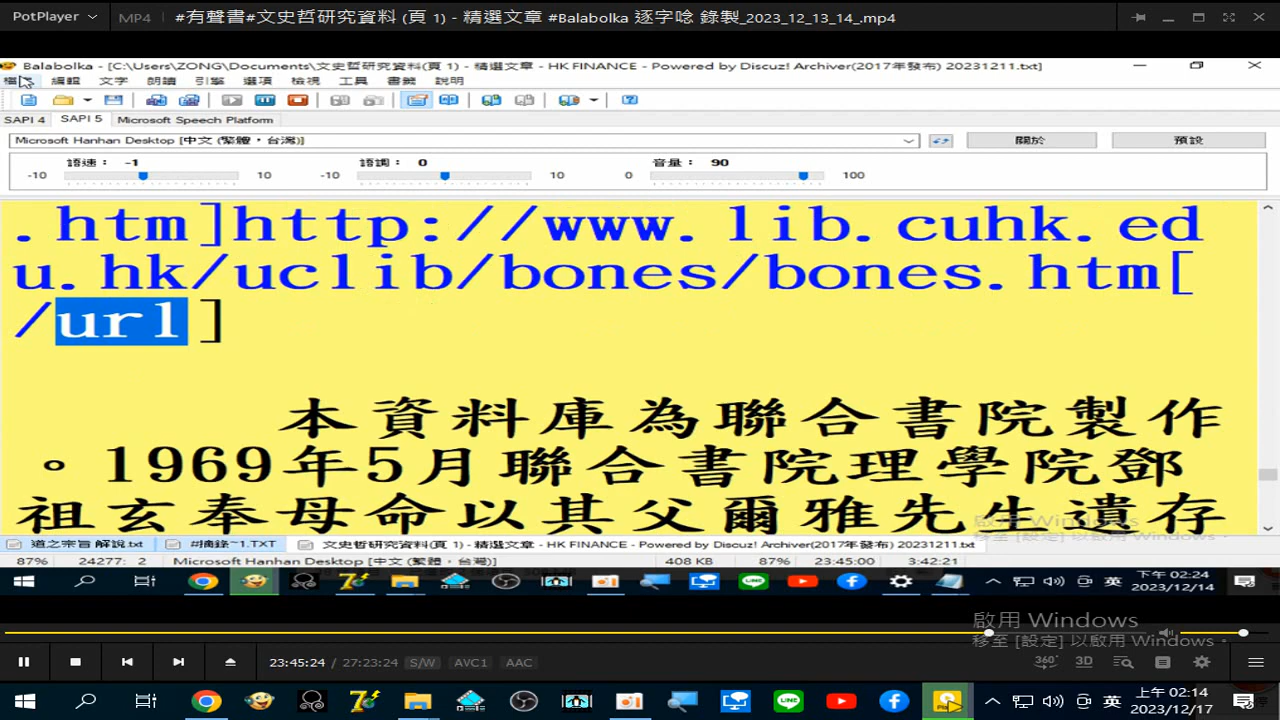 PotPlayer
MP4
#有聲書#文史哲研究資料 (頁 1) - 精選文章 #Balabolka 逐字唸 錄製_2023_12_13_14_.mp4
Balabolka - [C:\Users\ZONG\Documents\文史哲研究資料(頁 1) - 精選文章 - HK FINANCE - Powered by Discuz! Archiver(2017年發布) 20231211.txt]
檔案 編輯 文字 朗讀 引擎 選項 檢視 工具 書籤 說明
SAPI 4 SAPI 5 Microsoft Speech Platform
Microsoft Hanhan Desktop [中文 (繁體，台灣)]
關於 預設
語速： -1 語調： 0 音量： 90
-10 10 -10 10 0 100
.htm]http://www.lib.cuhk.ed
u.hk/uclib/bones/bones.htm[
/url]
本資料庫為聯合書院製作
。1969年5月聯合書院理學院鄧
祖玄奉母命以其父爾雅先生遺存
啟用 Windows
移至 [設定] 以啟用 Windows。
道之宗旨 解說.txt #摘錄~1.TXT 文史哲研究資料(頁 1) - 精選文章 - HK FINANCE - Powered by Discuz! Archiver(2017年發布) 20231211.txt
87% 24277: 2 Microsoft Hanhan Desktop [中文 (繁體，台灣)] 408 KB 87% 23:45:00 3:42:21
英 下午 02:24
2023/12/14
啟用 Windows
移至 [設定] 以啟用 Windows。
23:45:24 / 27:23:24 S/W AVC1 AAC
360° 3D
英 上午 02:14
2023/12/17